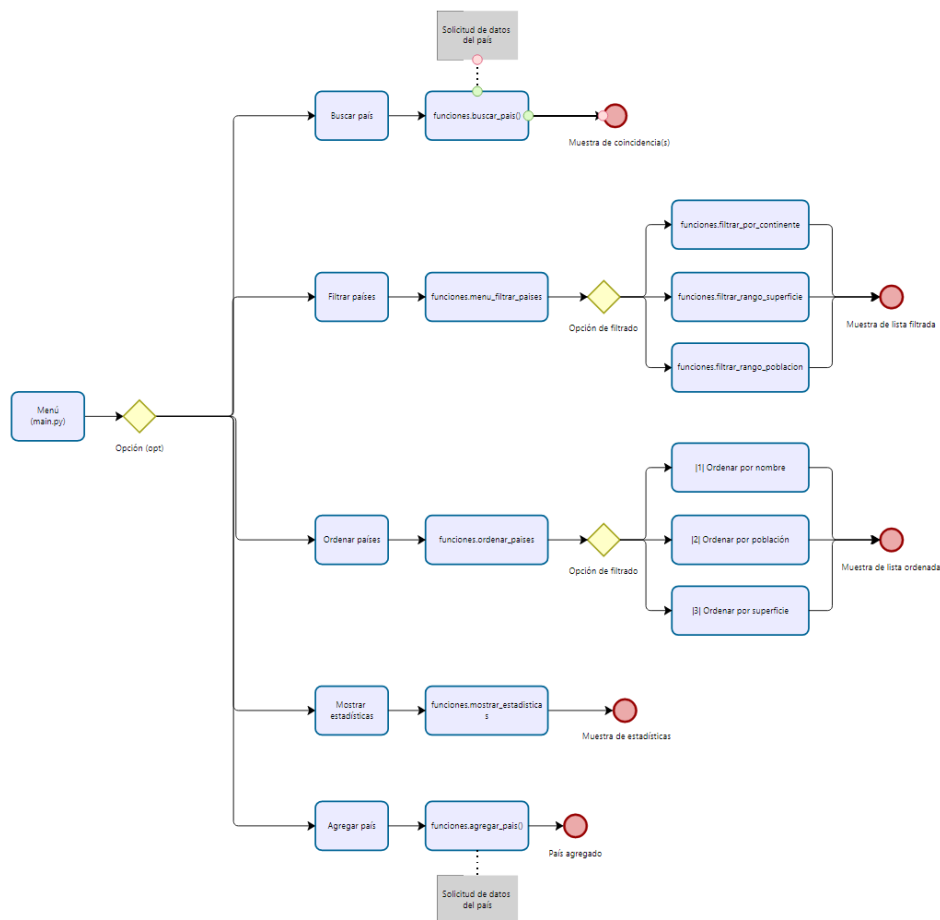 Solicitud de datos
del país
Buscar país
funciones.buscar_pais()
Muestra de coincidencia(s)
funciones.filtrar_por_continente
Filtrar países
funciones.menu_filtrar_paises
Opción de filtrado
funciones.filtrar_rango_superficie
Muestra de lista filtrada
funciones.filtrar_rango_poblacion
Menú
(main.py)
Opción (opt)
|1| Ordenar por nombre
Ordenar países
funciones.ordenar_paises
Opción de filtrado
|2| Ordenar por población
Muestra de lista ordenada
|3| Ordenar por superficie
Mostrar
estadísticas
funciones.mostrar_estadistica
s
Muestra de estadísticas
Agregar país
funciones.agregar_pais()
País agregado
Solicitud de datos
del país